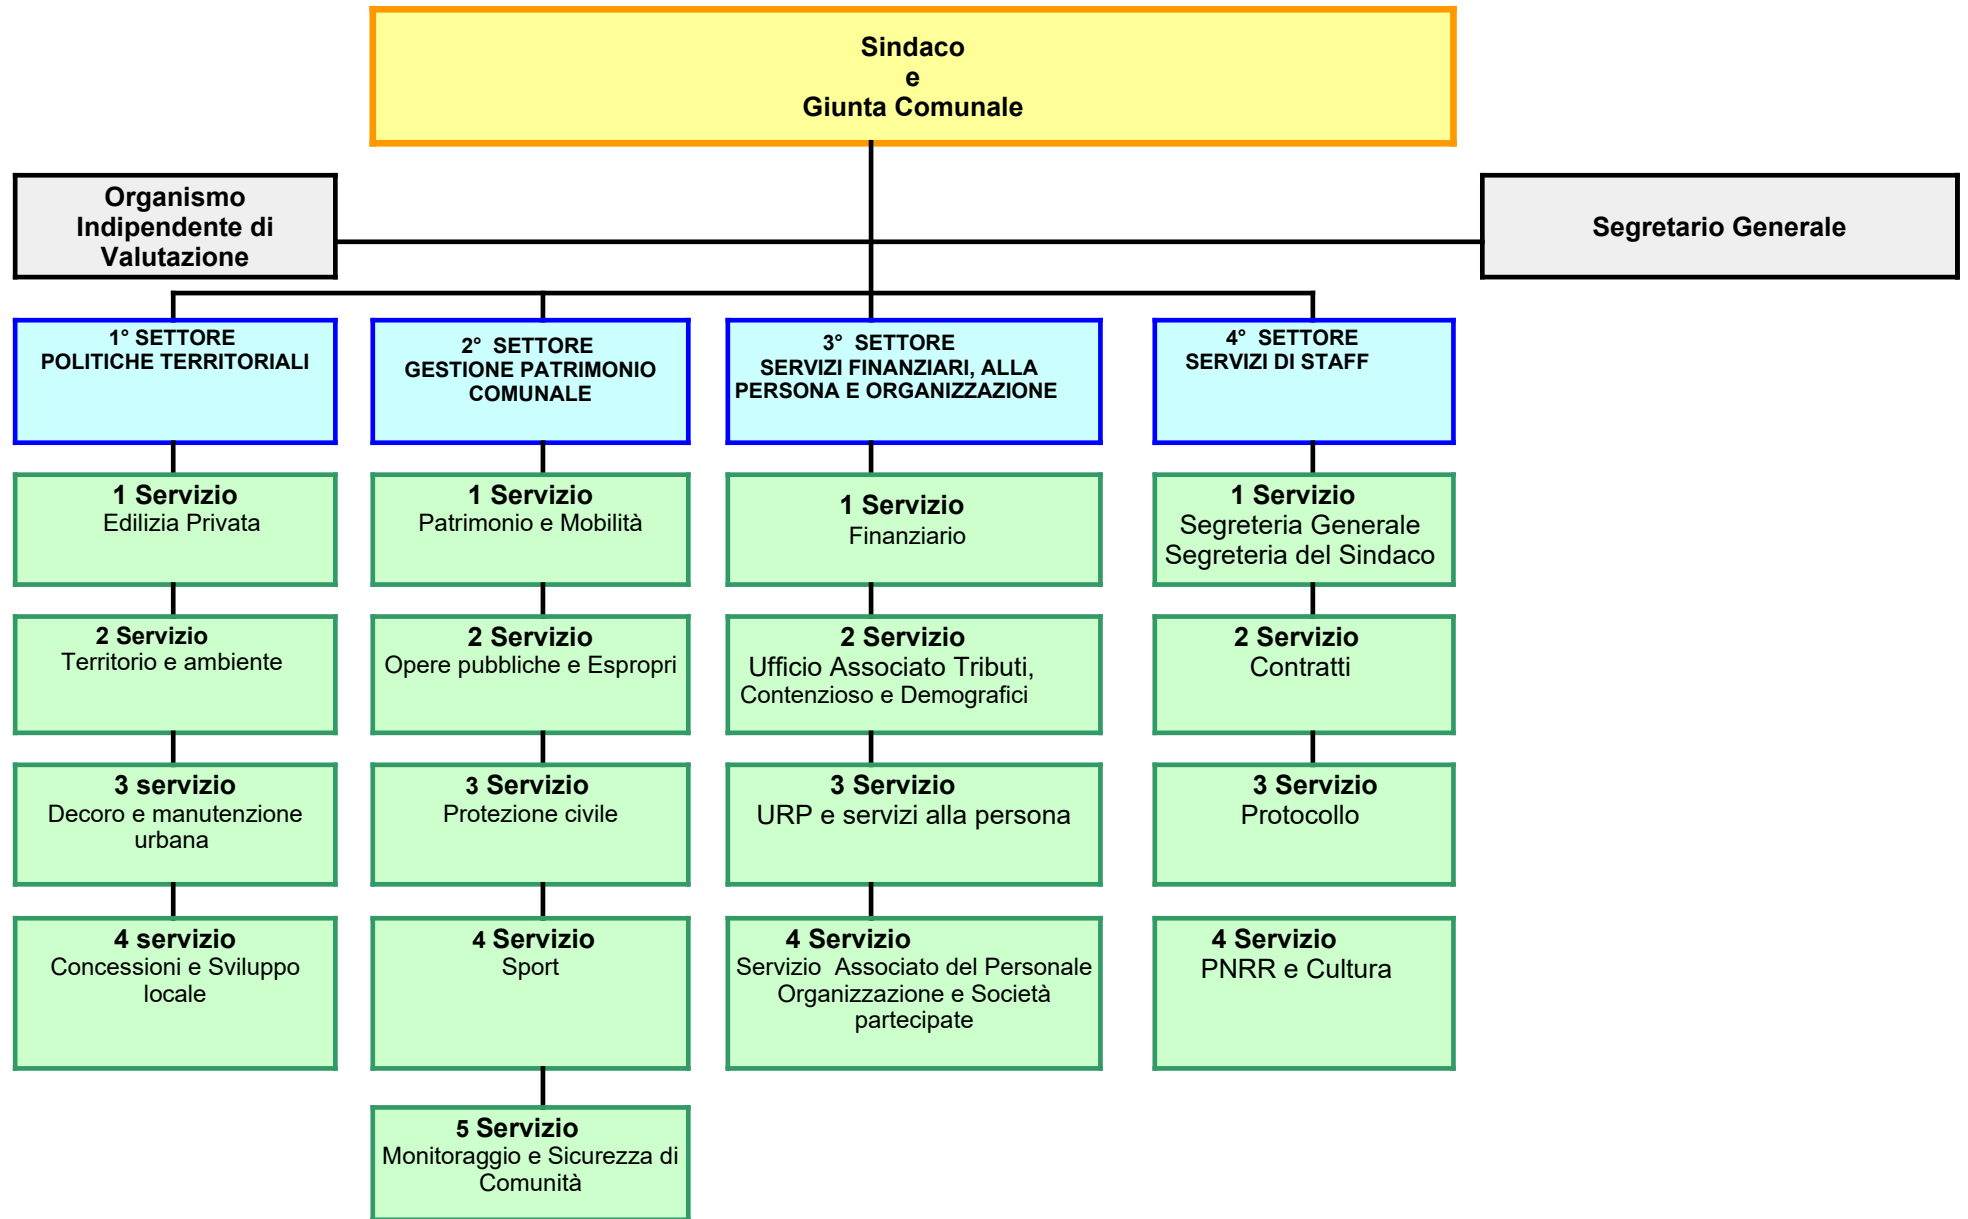 Sindaco
e
Giunta Comunale
Organismo
Indipendente di
Valutazione
Segretario Generale
1° SETTORE
POLITICHE TERRITORIALI
2° SETTORE
GESTIONE PATRIMONIO
COMUNALE
3° SETTORE
SERVIZI FINANZIARI, ALLA
PERSONA E ORGANIZZAZIONE
4° SETTORE
SERVIZI DI STAFF
1 Servizio
Edilizia Privata
1 Servizio
Patrimonio e Mobilità
1 Servizio
Finanziario
1 Servizio
Segreteria Generale
Segreteria del Sindaco
2 Servizio
Territorio e ambiente
2 Servizio
Opere pubbliche e Espropri
2 Servizio
Ufficio Associato Tributi,
Contenzioso e Demografici
2 Servizio
Contratti
3 servizio
Decoro e manutenzione
urbana
3 Servizio
Protezione civile
3 Servizio
URP e servizi alla persona
3 Servizio
Protocollo
4 servizio
Concessioni e Sviluppo
locale
4 Servizio
Sport
4 Servizio
Servizio Associato del Personale
Organizzazione e Società
partecipate
4 Servizio
PNRR e Cultura
5 Servizio
Monitoraggio e Sicurezza di
Comunità